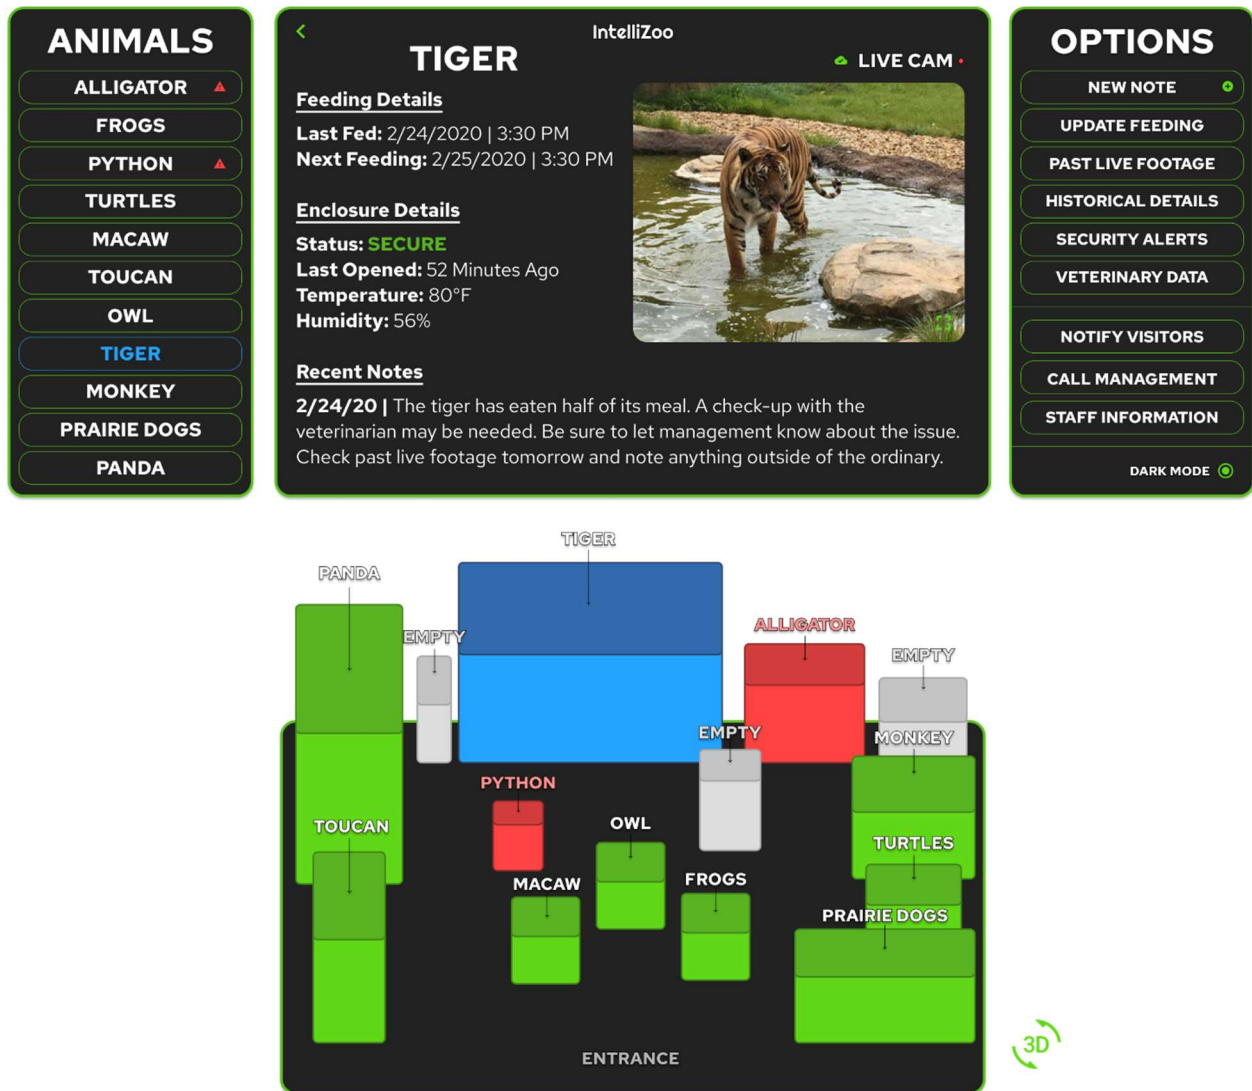 ANIMALS
ALLIGATOR
FROGS
PYTHON
TURTLES
MACAW
TOUCAN
OWL
TIGER
MONKEY
PRAIRIE DOGS
PANDA
IntelliZoo
TIGER
LIVE CAM
Feeding Details
Last Fed: 2/24/2020 | 3:30 PM
Next Feeding: 2/25/2020 | 3:30 PM
Enclosure Details
Status: SECURE
Last Opened: 52 Minutes Ago
Temperature: 80°F
Humidity: 56%
Recent Notes
2/24/20 | The tiger has eaten half of its meal. A check-up with the
veterinarian may be needed. Be sure to let management know about the issue.
Check past live footage tomorrow and note anything outside of the ordinary.
OPTIONS
NEW NOTE
UPDATE FEEDING
PAST LIVE FOOTAGE
HISTORICAL DETAILS
SECURITY ALERTS
VETERINARY DATA
NOTIFY VISITORS
CALL MANAGEMENT
STAFF INFORMATION
DARK MODE
TIGER
PANDA
ALLIGATOR
EMPTY
EMPTY
EMPTY
MONKEY
PYTHON
TOUCAN
OWL
TURTLES
MACAW
FROGS
PRAIRIE DOGS
3D
ENTRANCE